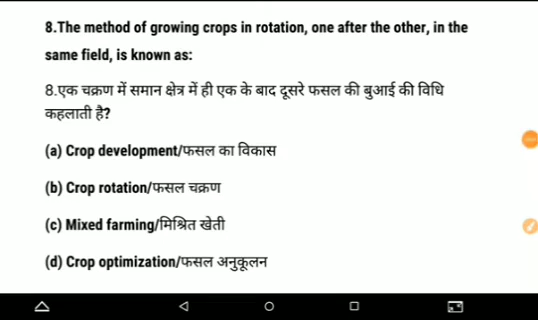 8.The method of growing crops in rotation, one after the other, in the
same field, is known as:
8.एक चक्रण में समान क्षेत्र में ही एक के बाद दूसरे फसल की बुआई की विधि
कहलाती है?
(a) Crop development/फसल का विकास
(b) Crop rotation/फसल चक्रण
(c) Mixed farming/मिश्रित खेती
(d) Crop optimization/फसल अनुकूलन